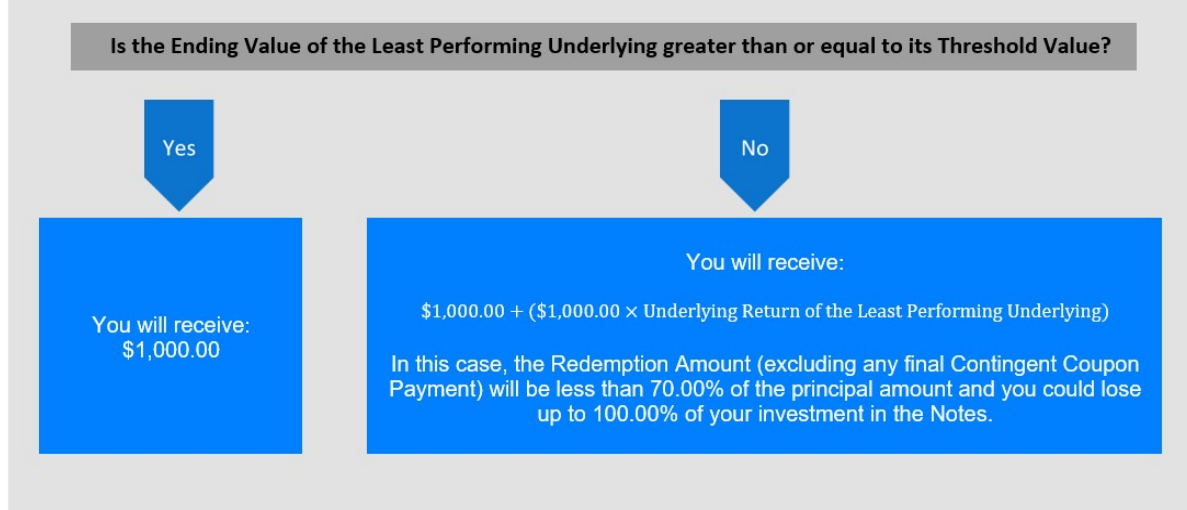 Is the Ending Value of the Least Performing Underlying greater than or equal to its Threshold Value?
Yes
No
You will receive:
$1,000.00
You will receive:
$1,000.00 + ($1,000.00 × Underlying Return of the Least Performing Underlying)
In this case, the Redemption Amount (excluding any final Contingent Coupon
Payment) will be less than 70.00% of the principal amount and you could lose
up to 100.00% of your investment in the Notes.